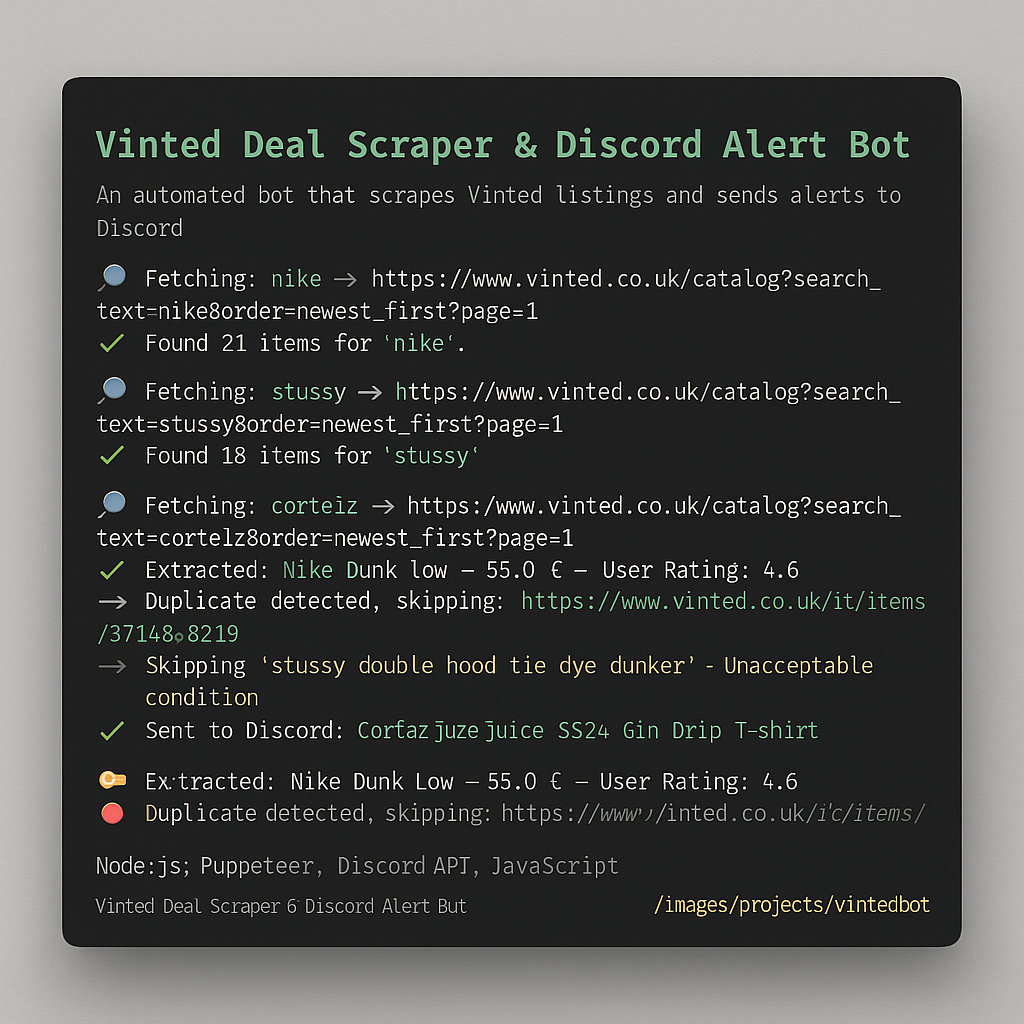 Vinted Deal Scraper & Discord Alert Bot
An automated bot that scrapes Vinted listings and sends alerts to
Discord
Fetching: nike → https://www.vinted.co.uk/catalog?search_
text=nike8order=newest_first?page=1
✓ Found 21 items for 'nike'.
Fetching: stussy → https://www.vinted.co.uk/catalog?search_
text=stussy8order=newest_first?page=1
✓ Found 18 items for 'stussy'
Fetching: corteiz → https:/www.vinted.co.uk/catalog?search_
text=cortelz8order=newest_first?page=1
✓ Extracted: Nike Dunk low – 55.0 € – User Rating: 4.6
→ Duplicate detected, skipping: https://www.vinted.co.uk/it/items
/37148 8219
→ Skipping 'stussy double hood tie dye dunker' - Unacceptable
condition
✓ Sent to Discord: Corfaz juze juice SS24 Gin Drip T-shirt
Extracted: Nike Dunk Low – 55.0 € – User Rating: 4.6
Duplicate detected, skipping: https://www /inted.co.uk/i'c/items/
Node:js; Puppeteer, Discord API, JavaScript
Vinted Deal Scraper 6 Discord Alert But
/images/projects/vintedbot